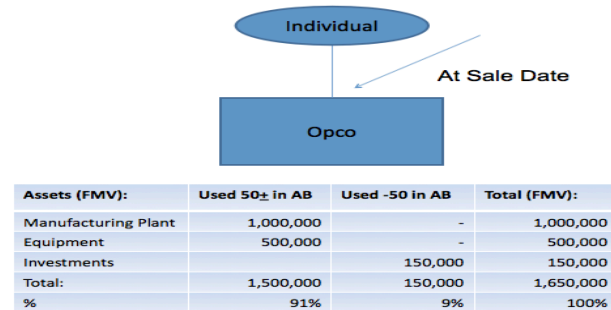 Individual
At Sale Date
Opco
Assets (FMV): Used 50± in AB Used -50 in AB Total (FMV):
Manufacturing Plant 1,000,000 - 1,000,000
Equipment 500,000 - 500,000
Investments 150,000 150,000
Total: 1,500,000 150,000 1,650,000
% 91% 9% 100%